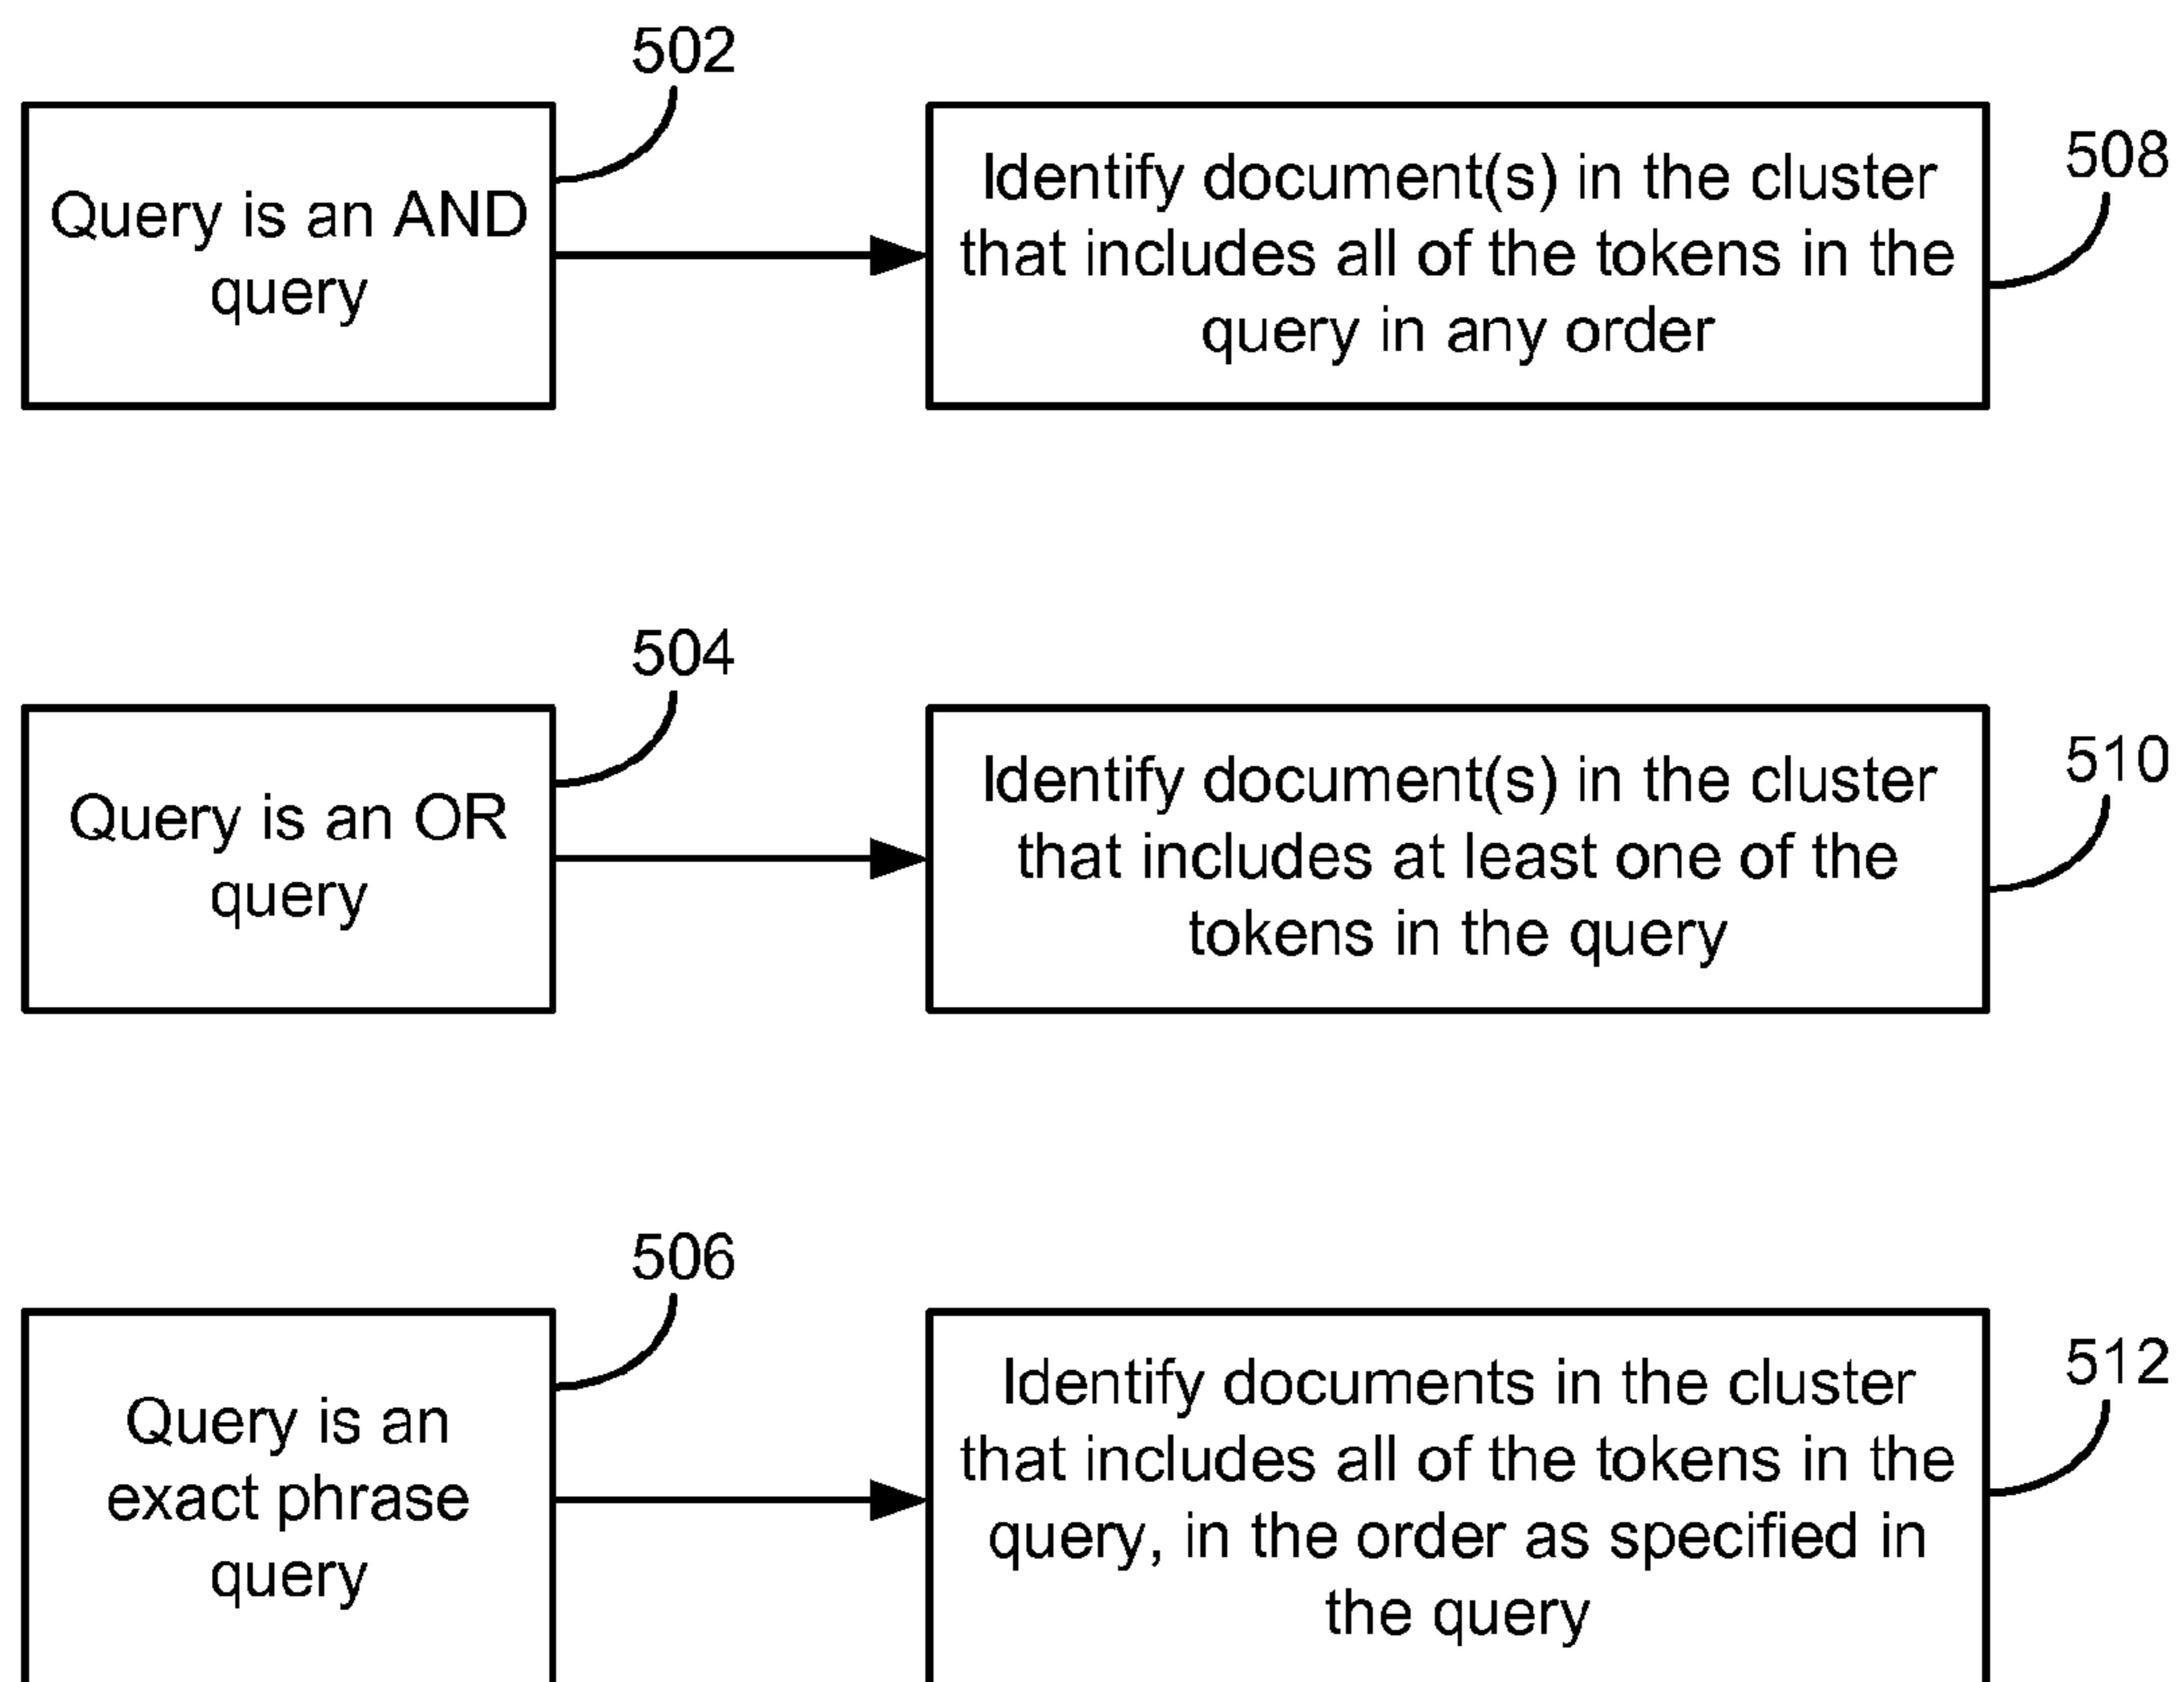 502
Query is an AND
query
Identify document(s) in the cluster
that includes all of the tokens in the
query in any order
508
504
Query is an OR
query
Identify document(s) in the cluster
that includes at least one of the
tokens in the query
510
506
Query is an
exact phrase
query
Identify documents in the cluster
that includes all of the tokens in the
query, in the order as specified in
the query
512